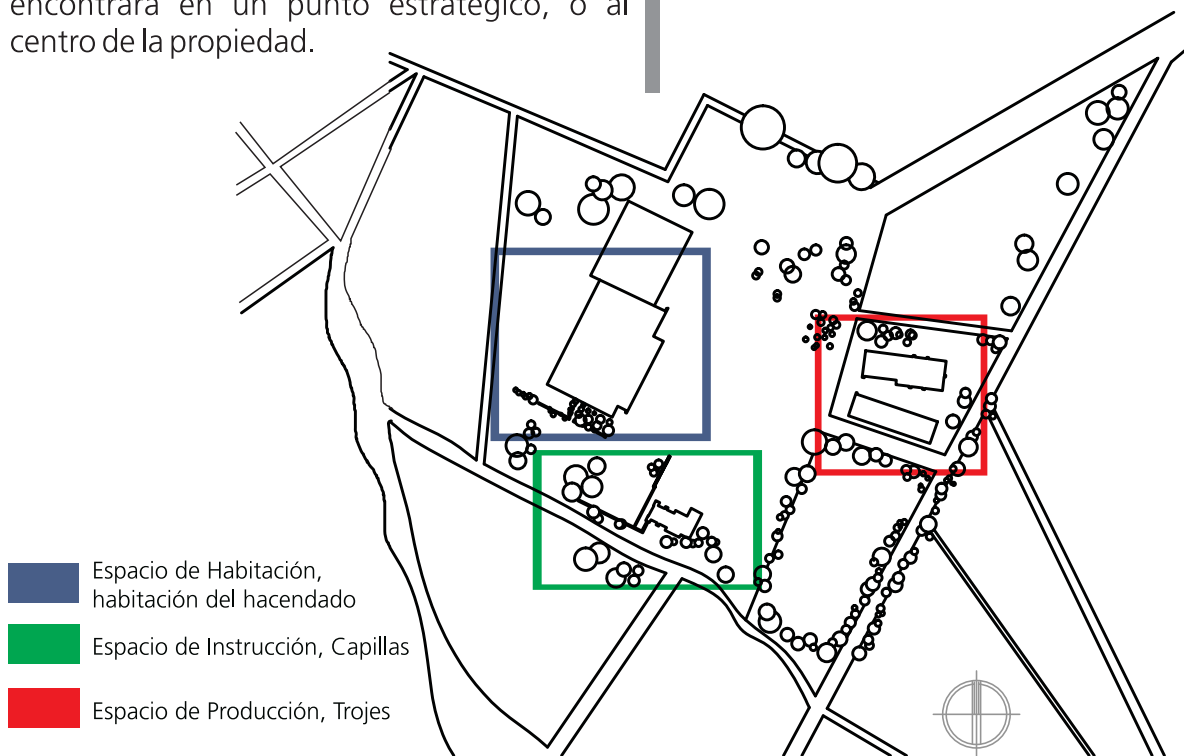 encontrará en un punto estratégico, o al
centro de la propiedad.
Espacio de Habitación,
habitación del hacendado
Espacio de Instrucción, Capillas
Espacio de Producción, Trojes